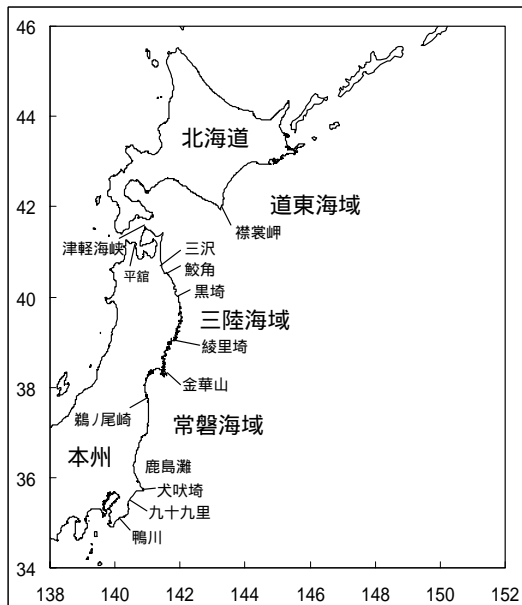 46
44
42
40
38
36
34
138
140
142
144
146
148
150
152
北海道
道東海域
襟裳岬
津軽海峡
三沢
平舘
鮫角
黒埼
三陸海域
綾里埼
金華山
鵜ノ尾崎
常磐海域
本州
鹿島灘
犬吠埼
九十九里
鴨川